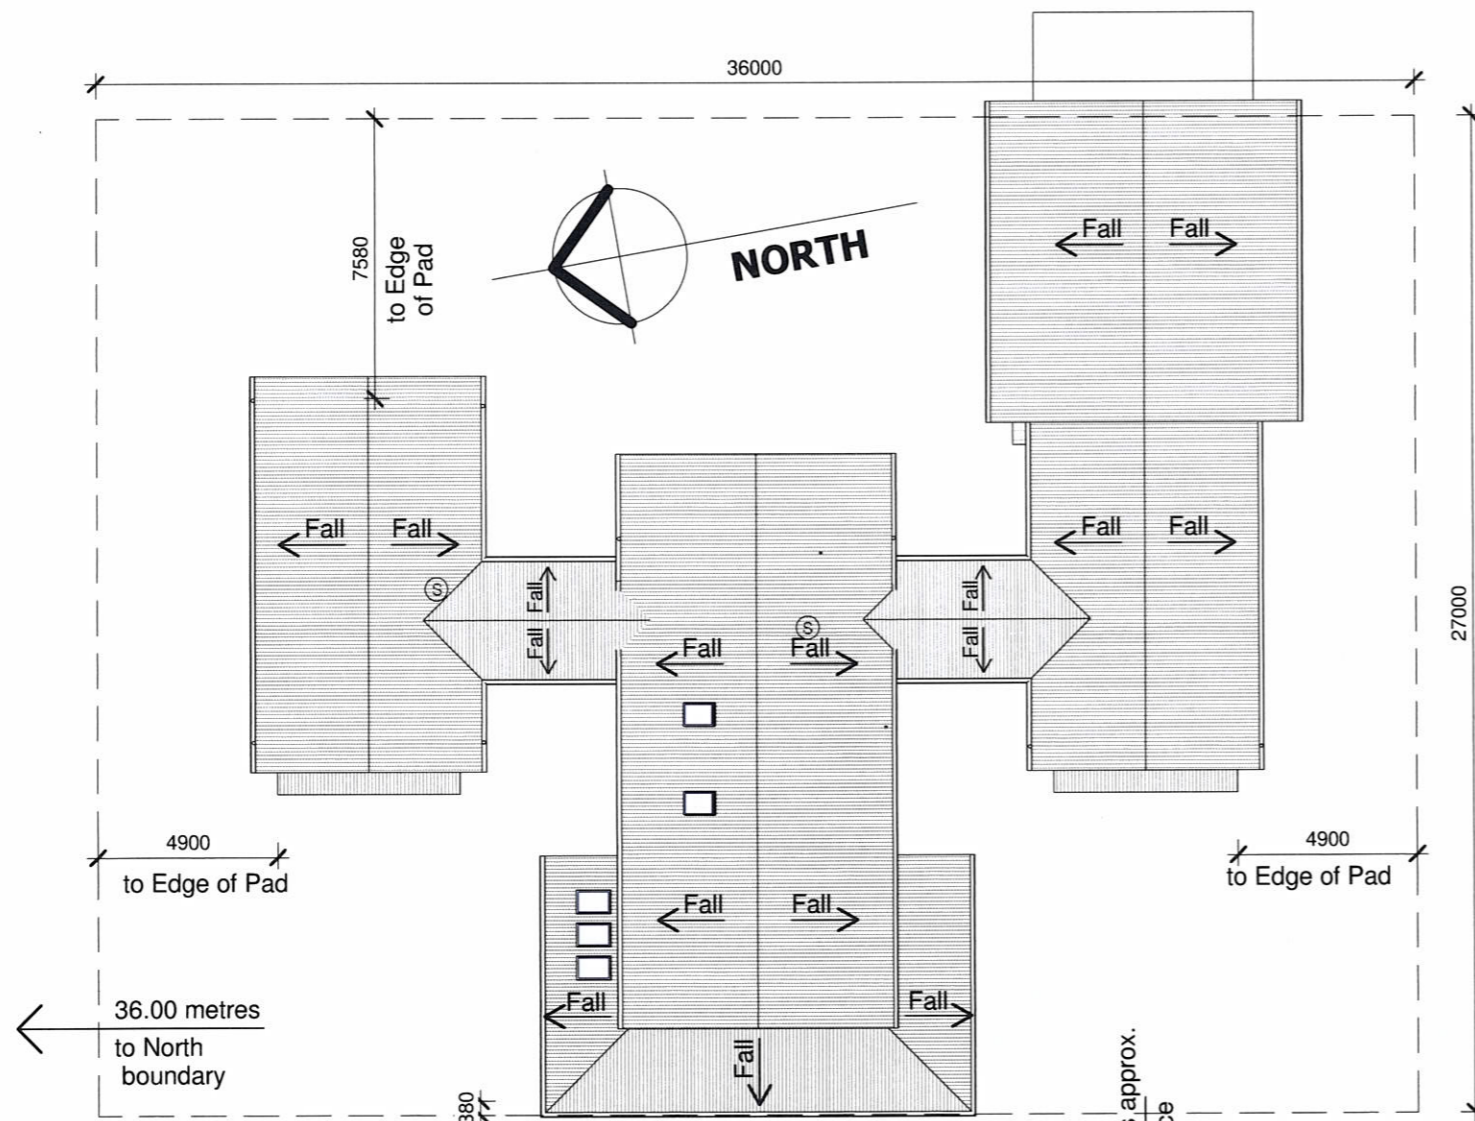 36000
7580
to Edge
of Pad
NORTH
Fall Fall
Fall Fall
Fall Fall
S
Fall
Fall
S
Fall
Fall
Fall Fall
27000
4900
to Edge of Pad
4900
to Edge of Pad
Fall Fall
36.00 metres
to North
boundary
Fall
Fall
Fall
approx.